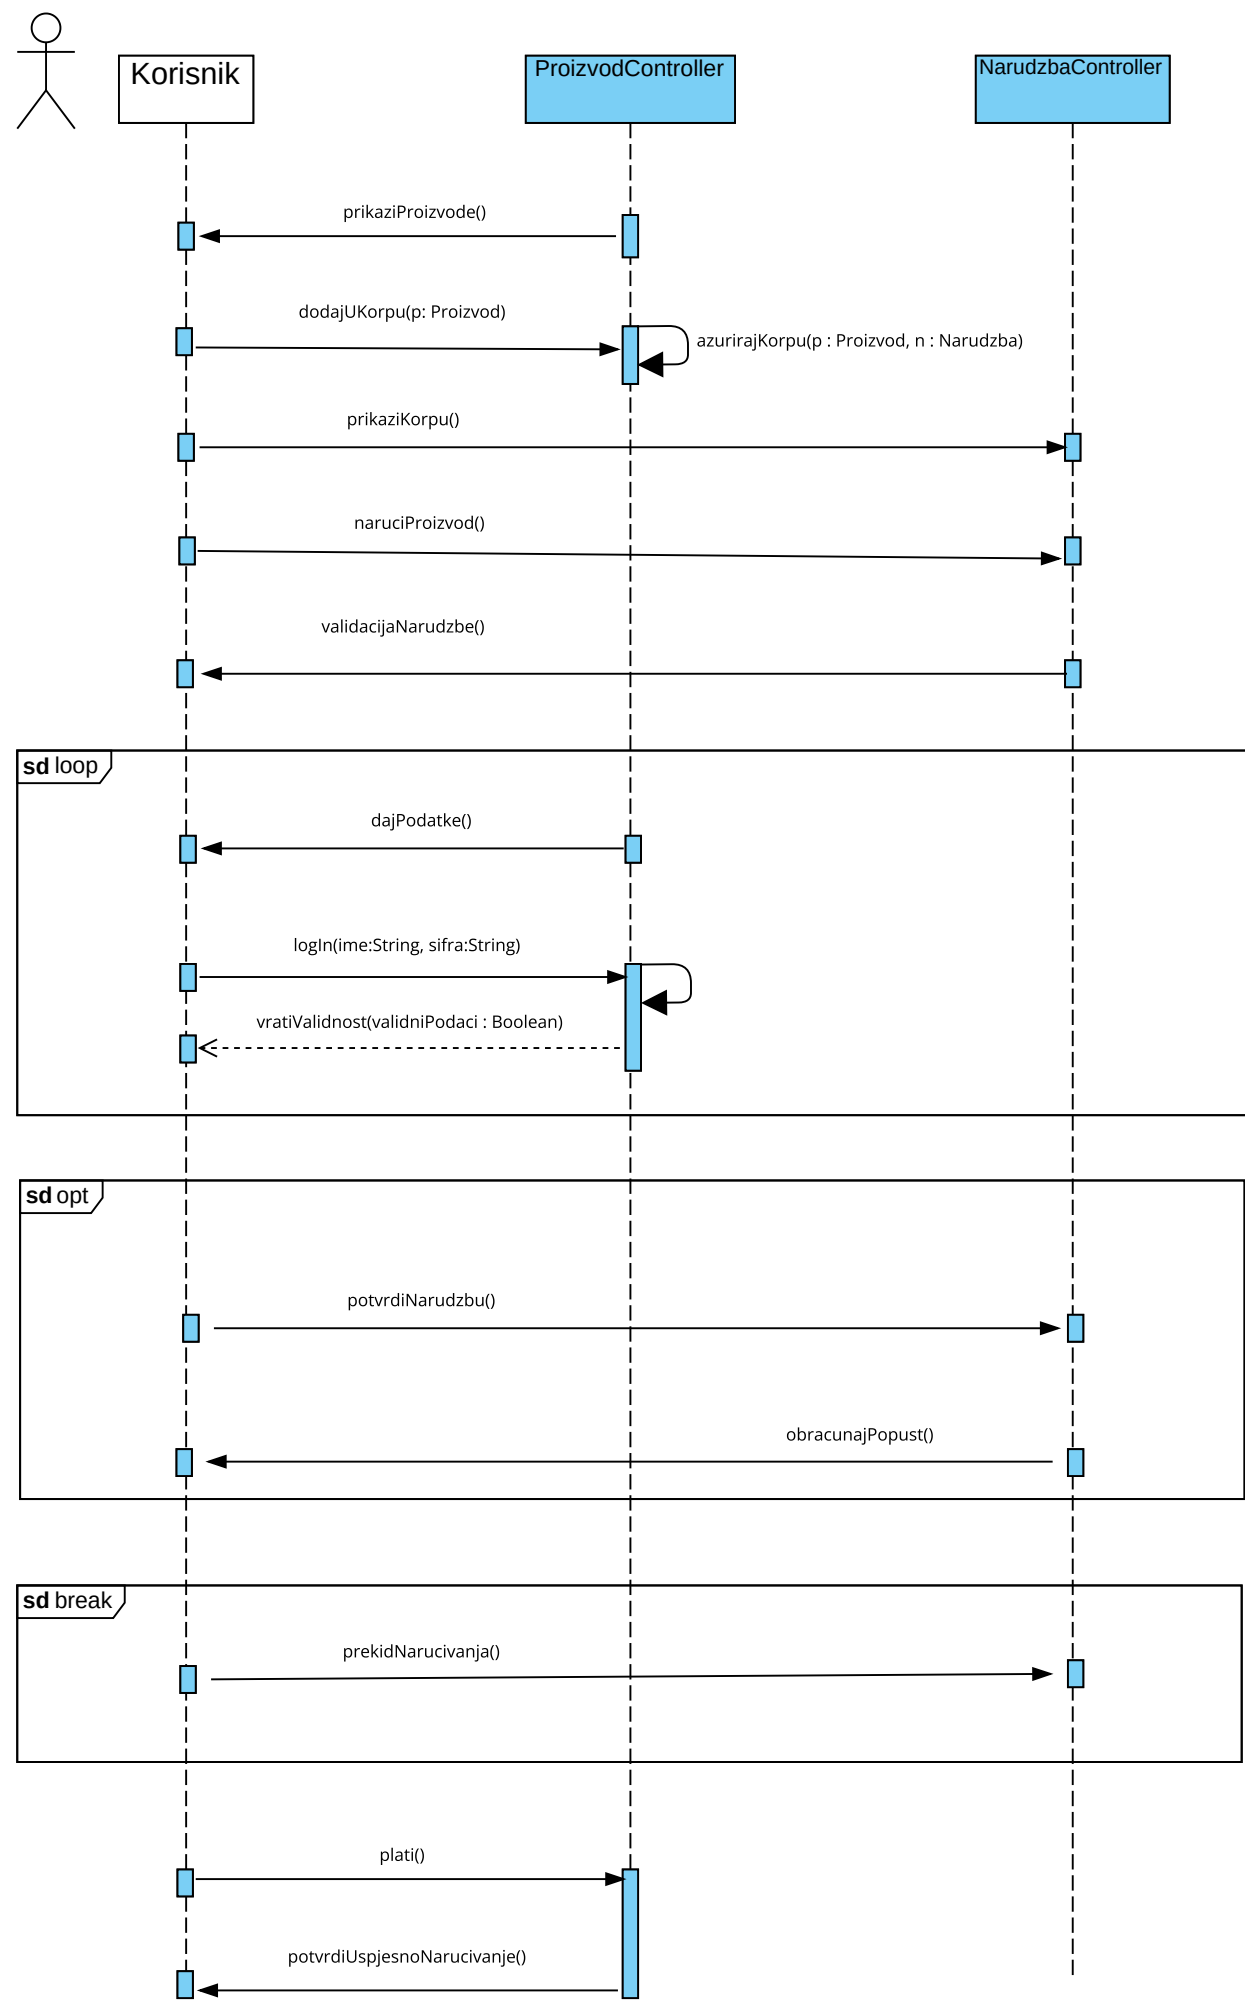 Korisnik
ProizvodController
NarudzbaController
prikaziProizvode()
dodajUKorpu(p: Proizvod)
azurirajKorpu(p : Proizvod, n : Narudzba)
prikaziKorpu()
naruciProizvod()
validacijaNarudzbe()
sd loop
dajPodatke()
logIn(ime:String, sifra:String)
vratiValidnost(validniPodaci : Boolean)
sd opt
potvrdiNarudzbu()
obracunajPopust()
sd break
prekidNarucivanja()
plati()
potvrdiUspjesnoNarucivanje()